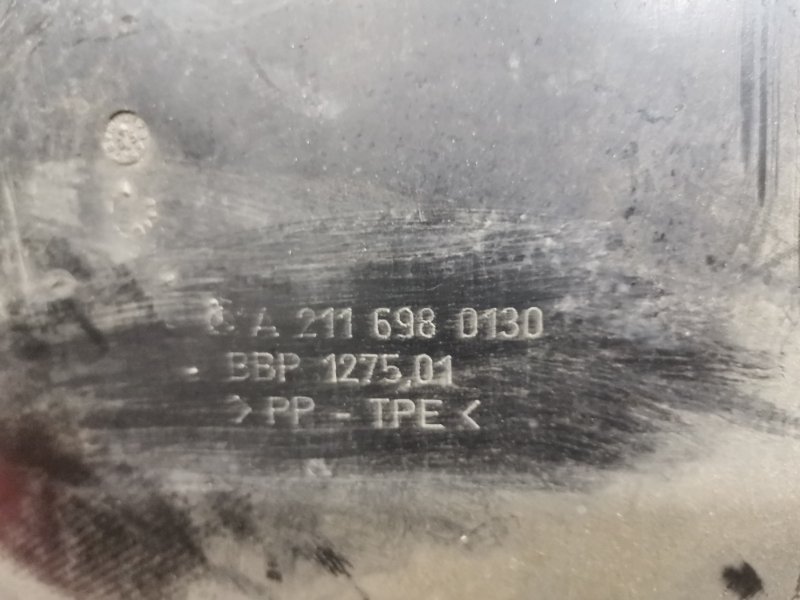 A 211 698 0130
BBP 1275,01
>PP - TPE<